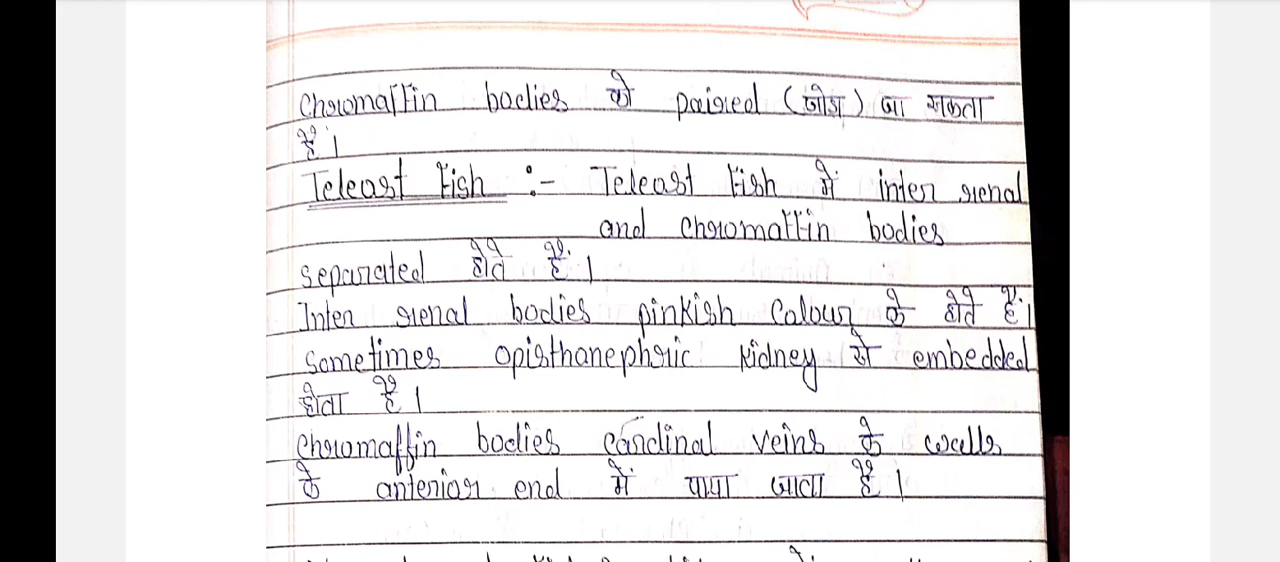 Chromaffin bodies को paired (जोडा) जा सकता
है।
Teleost Fish :- Teleost Fish में inter renal
and Chromaffin bodies
separated होते हैं।
Inter renal bodies pinkish Colour के होते हैं।
Sometimes opisthonephric kidney से embedded
होता है।
Chromaffin bodies cardinal veins के walls
के anterior end में पाया जाता है।